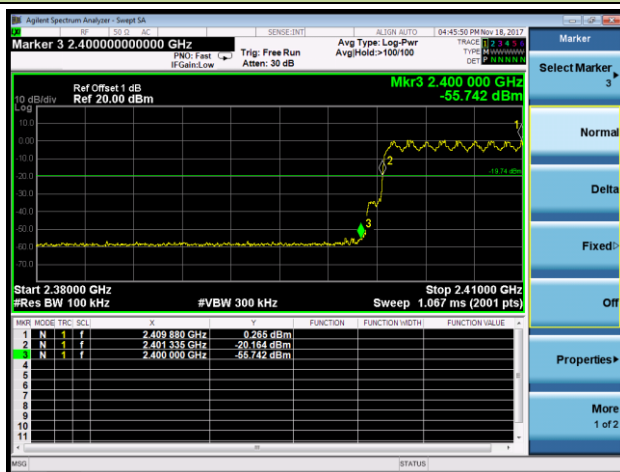 Agilent Spectrum Analyzer - Swept SA
RF 50 Ω AC SENSE:INT ALIGN AUTO 04:45:50 PM Nov 18, 2017
Marker 3 2.400000000000 GHz
PNO: Fast
IFGain:Low
Trig: Free Run
Atten: 30 dB
Avg Type: Log-Pwr
Avg|Hold:>100/100
TRACE 1 2 3 4 5 6
TYPE M W W W W W
DET P N N N N N
Ref Offset 1 dB
Ref 20.00 dBm
10 dB/div
Log
Mkr3 2.400 000 GHz
-55.742 dBm
10.0
0.00
-10.0
-20.0
-30.0
-40.0
-50.0
-60.0
-70.0
1
2
3
-19.74 dBm
Start 2.38000 GHz Stop 2.41000 GHz
#Res BW 100 kHz #VBW 300 kHz Sweep 1.067 ms (2001 pts)
MKR MODE TRC SCL X Y FUNCTION FUNCTION WIDTH FUNCTION VALUE
1 N 1 f 2.409 880 GHz 0.265 dBm
2 N 1 f 2.401 335 GHz -20.164 dBm
3 N 1 f 2.400 000 GHz -55.742 dBm
4
5
6
7
8
9
10
11
MSG STATUS
Marker
Select Marker
3
Normal
Delta
Fixed
Off
Properties
More
1 of 2